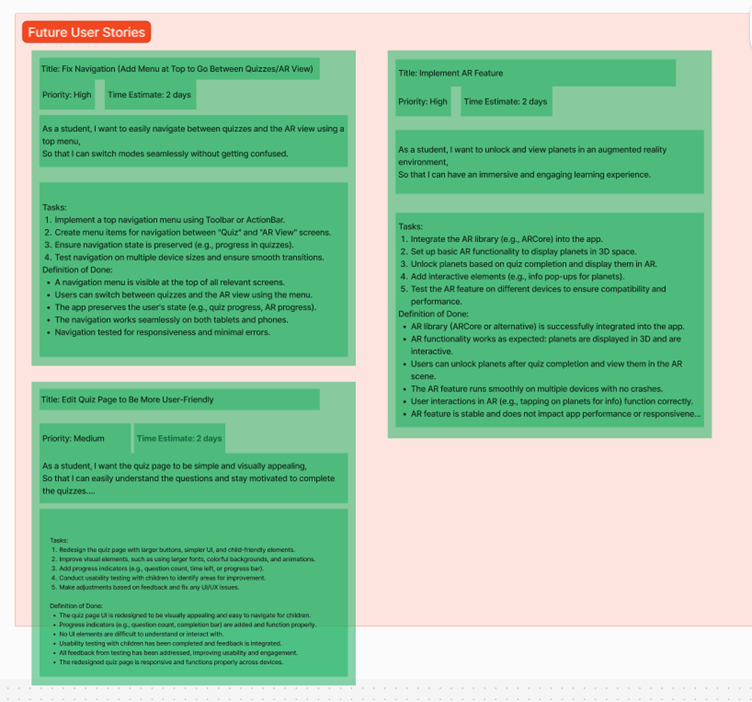 Future User Stories
Title: Fix Navigation (Add Menu at Top to Go Between Quizzes/AR View)
Priority: High
Time Estimate: 2 days
As a student, I want to easily navigate between quizzes and the AR view using a
top menu,
So that I can switch modes seamlessly without getting confused.
Tasks:
1. Implement a top navigation menu using Toolbar or ActionBar.
2. Create menu items for navigation between "Quiz" and "AR View" screens.
3. Ensure navigation state is preserved (e.g., progress in quizzes).
4. Test navigation on multiple device sizes and ensure smooth transitions.
Definition of Done:
• A navigation menu is visible at the top of all relevant screens.
• Users can switch between quizzes and the AR view using the menu.
• The app preserves the user's state (e.g., quiz progress, AR progress).
• The navigation works seamlessly on both tablets and phones.
• Navigation tested for responsiveness and minimal errors.
Title: Edit Quiz Page to Be More User-Friendly
Priority: Medium
Time Estimate: 2 days
As a student, I want the quiz page to be simple and visually appealing,
So that I can easily understand the questions and stay motivated to complete
the quizzes....
Tasks:
1. Redesign the quiz page with larger buttons, simpler UI, and child-friendly elements.
2. Improve visual elements, such as using larger fonts, colorful backgrounds, and animations.
3. Add progress indicators (e.g., question count, time left, or progress bar).
4. Conduct usability testing with children to identify areas for improvement.
5. Make adjustments based on feedback and fix any UI/UX issues.
Definition of Done:
• The quiz page UI is redesigned to be visually appealing and easy to navigate for children.
• Progress indicators (e.g., question count, completion bar) are added and function properly.
• No UI elements are difficult to understand or interact with.
• Usability testing with children has been completed and feedback is integrated.
• All feedback from testing has been addressed, improving usability and engagement.
• The redesigned quiz page is responsive and functions properly across devices.
Title: Implement AR Feature
Priority: High
Time Estimate: 2 days
As a student, I want to unlock and view planets in an augmented reality
environment,
So that I can have an immersive and engaging learning experience.
Tasks:
1. Integrate the AR library (e.g., ARCore) into the app.
2. Set up basic AR functionality to display planets in 3D space.
3. Unlock planets based on quiz completion and display them in AR.
4. Add interactive elements (e.g., info pop-ups for planets).
5. Test the AR feature on different devices to ensure compatibility and
performance.
Definition of Done:
• AR library (ARCore or alternative) is successfully integrated into the app.
• AR functionality works as expected: planets are displayed in 3D and are
interactive.
• Users can unlock planets after quiz completion and view them in the AR
scene.
• The AR feature runs smoothly on multiple devices with no crashes.
• User interactions in AR (e.g., tapping on planets for info) function correctly.
• AR feature is stable and does not impact app performance or responsivene...